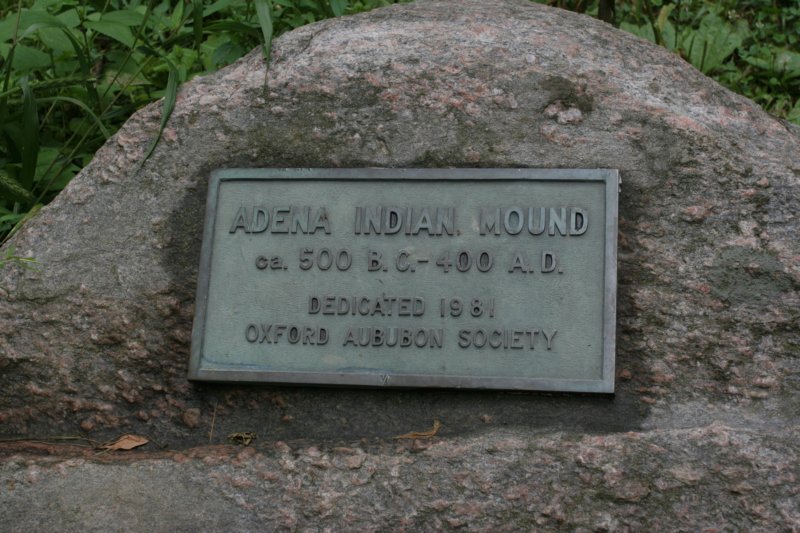 ADENA INDIAN MOUND
ca. 500 B.C.-400 A.D.
DEDICATED 1981
OXFORD AUBUBON SOCIETY